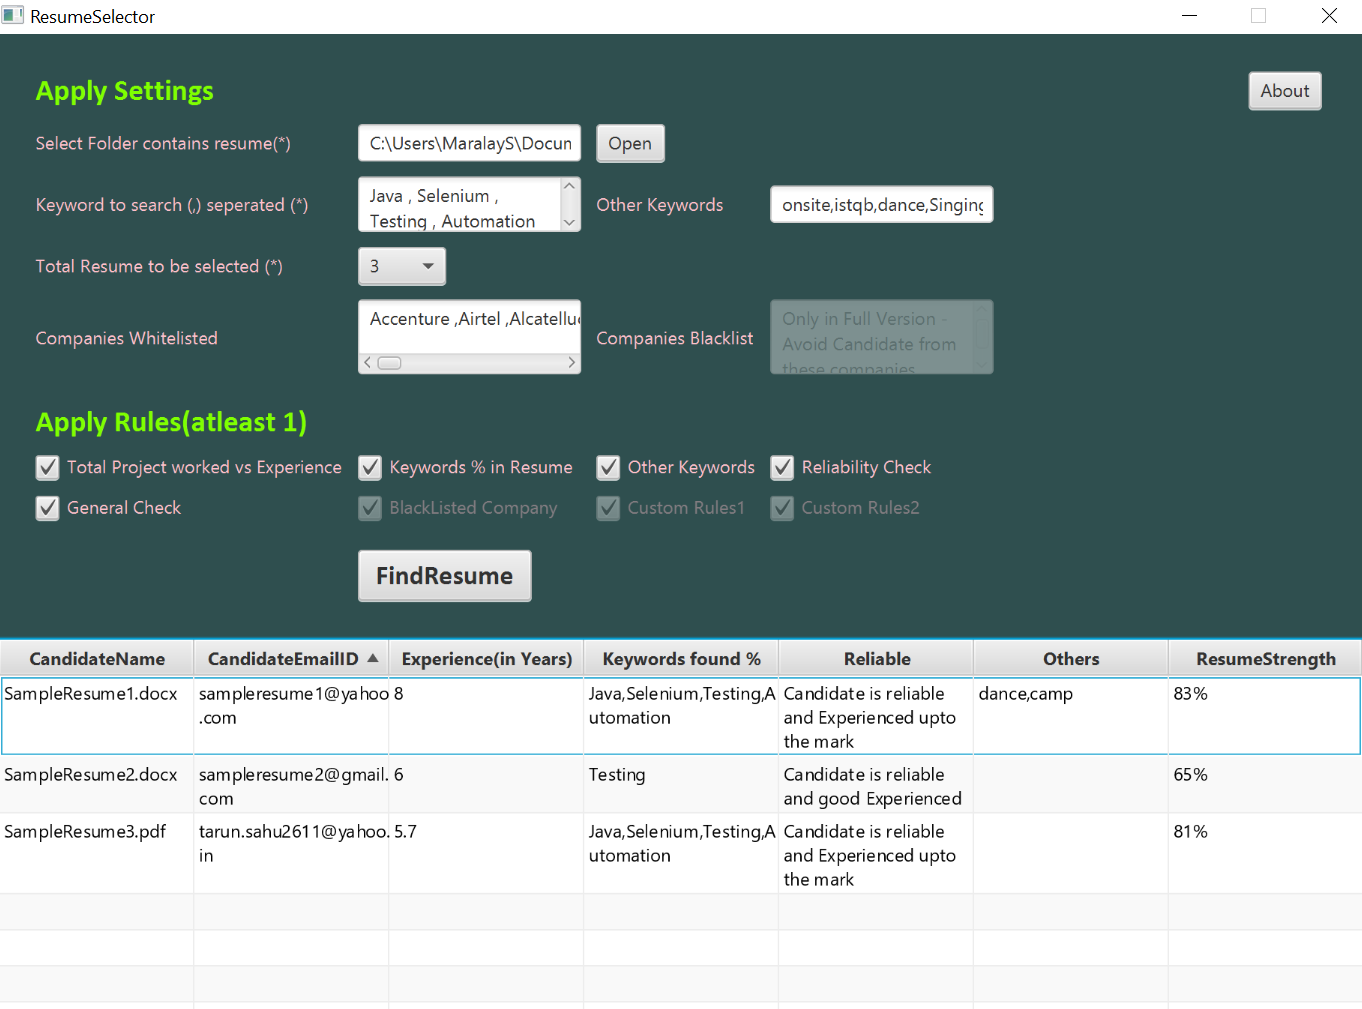 ResumeSelector
Apply Settings
About
Select Folder contains resume(*)
C:\Users\MaralayS\Docun
Open
Keyword to search (,) seperated (*)
Java , Selenium ,
Testing , Automation
Other Keywords
onsite,istqb,dance,Singing
Total Resume to be selected (*)
3
Companies Whitelisted
Accenture ,Airtel ,Alcatelluc
Companies Blacklist
Only in Full Version -
Avoid Candidate from
these companies
Apply Rules(atleast 1)
Total Project worked vs Experience
Keywords % in Resume
Other Keywords
Reliability Check
General Check
BlackListed Company
Custom Rules1
Custom Rules2
FindResume
CandidateName CandidateEmailID Experience(in Years) Keywords found % Reliable Others ResumeStrength
SampleResume1.docx sampleresume1@yahoo 8 Java,Selenium,Testing,A Candidate is reliable dance,camp 83%
.com utomation and Experienced upto
the mark
SampleResume2.docx sampleresume2@gmail. 6 Testing Candidate is reliable 65%
com and good Experienced
SampleResume3.pdf tarun.sahu2611@yahoo. 5.7 Java,Selenium,Testing,A Candidate is reliable 81%
in utomation and Experienced upto
the mark